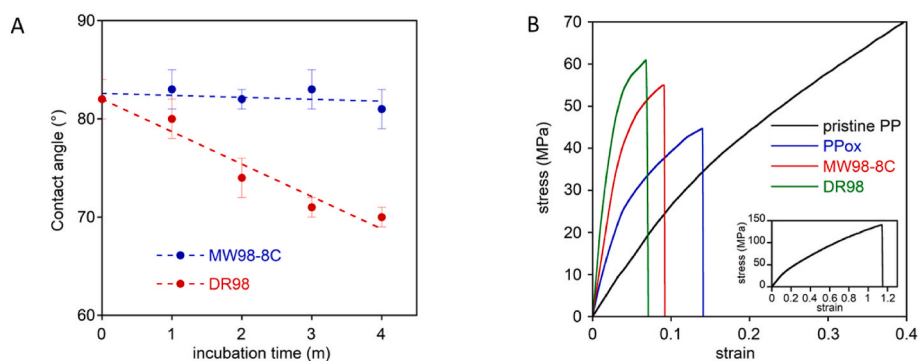 A
90
80
70
60
Contact angle (°)
MW98-8C
DR98
0
1
2
3
4
incubation time (m)
B
70
60
50
40
30
20
10
0
stress (MPa)
pristine PP
PPox
MW98-8C
DR98
150
100
50
0
stress (MPa)
0 0.2 0.4 0.6 0.8 1 1.2
strain
0
0.1
0.2
0.3
0.4
strain